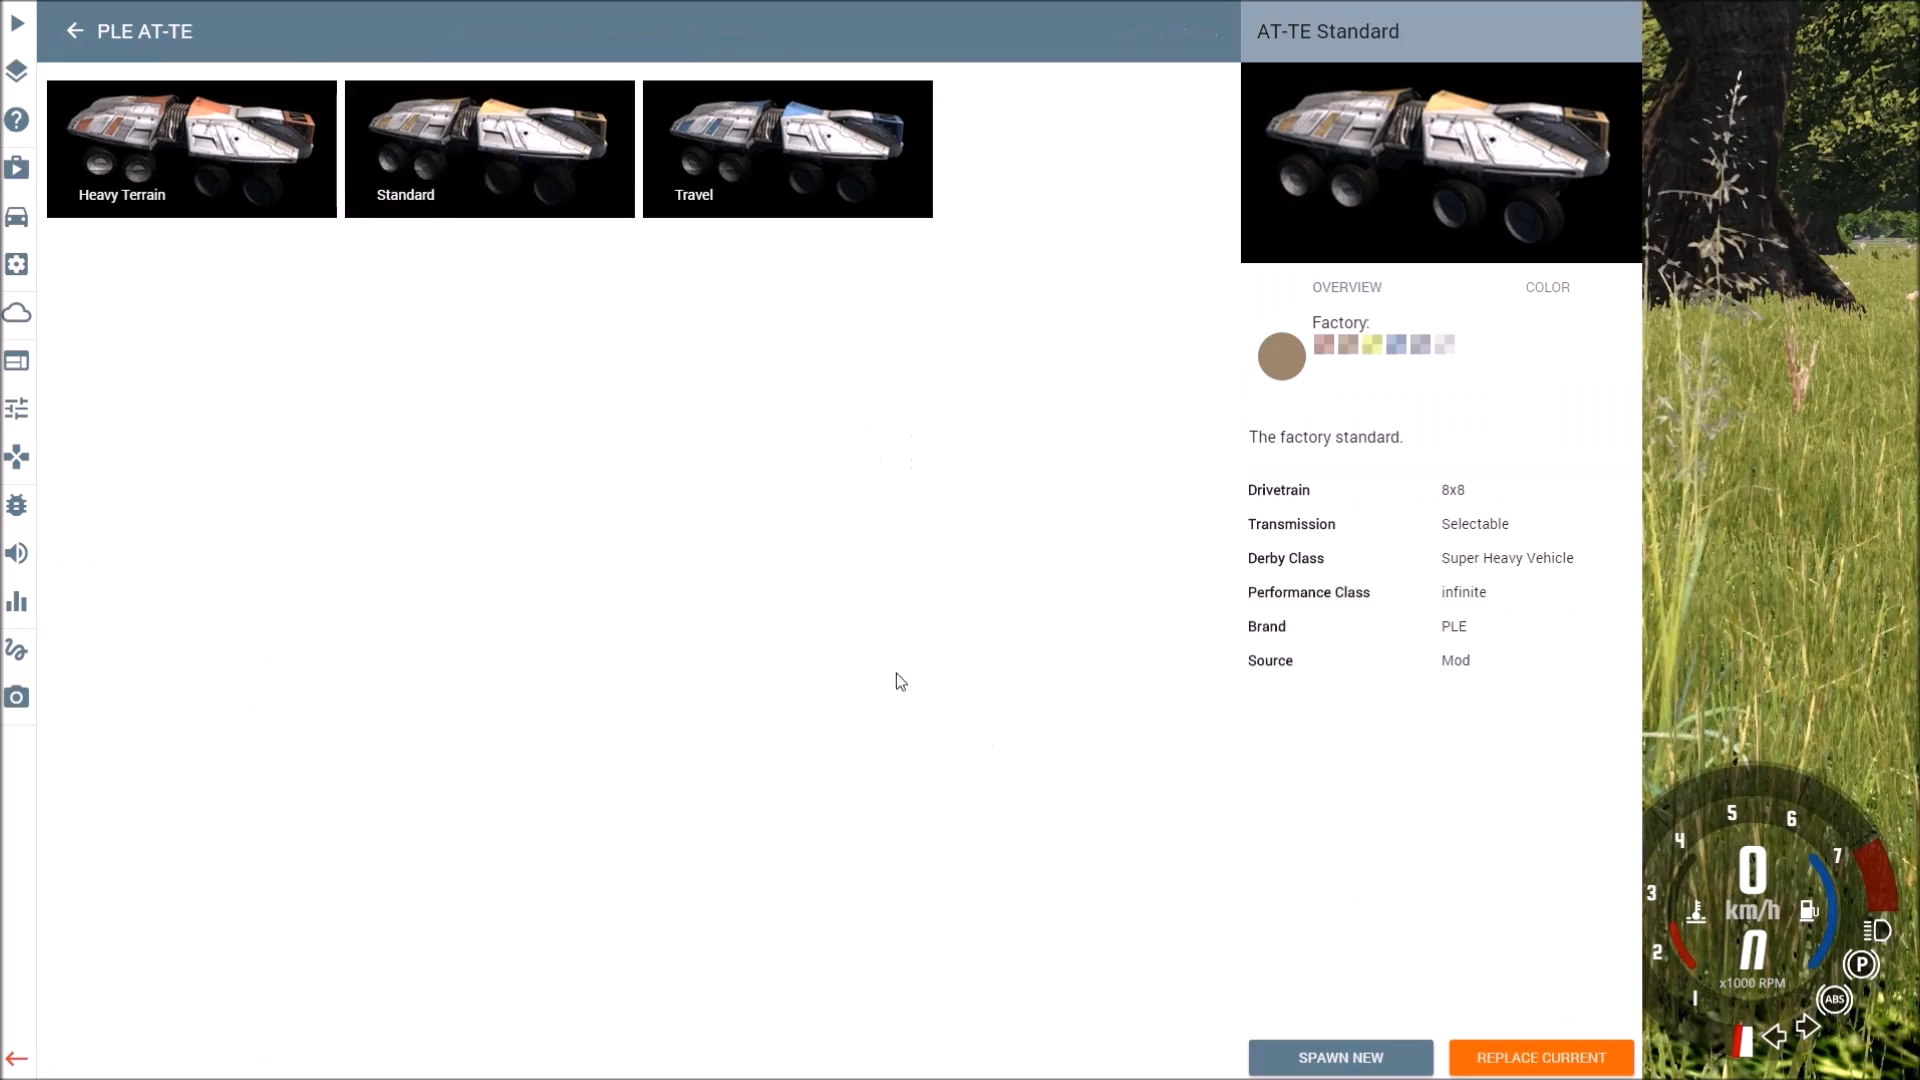 PLE AT-TE
AT-TE Standard
Heavy Terrain
Standard
Travel
OVERVIEW
COLOR
Factory:
The factory standard.
Drivetrain 8x8
Transmission Selectable
Derby Class Super Heavy Vehicle
Performance Class infinite
Brand PLE
Source Mod
SPAWN NEW
REPLACE CURRENT
1 2 3 4 5 6 7
0
km/h
n
x1000 RPM
P
ABS